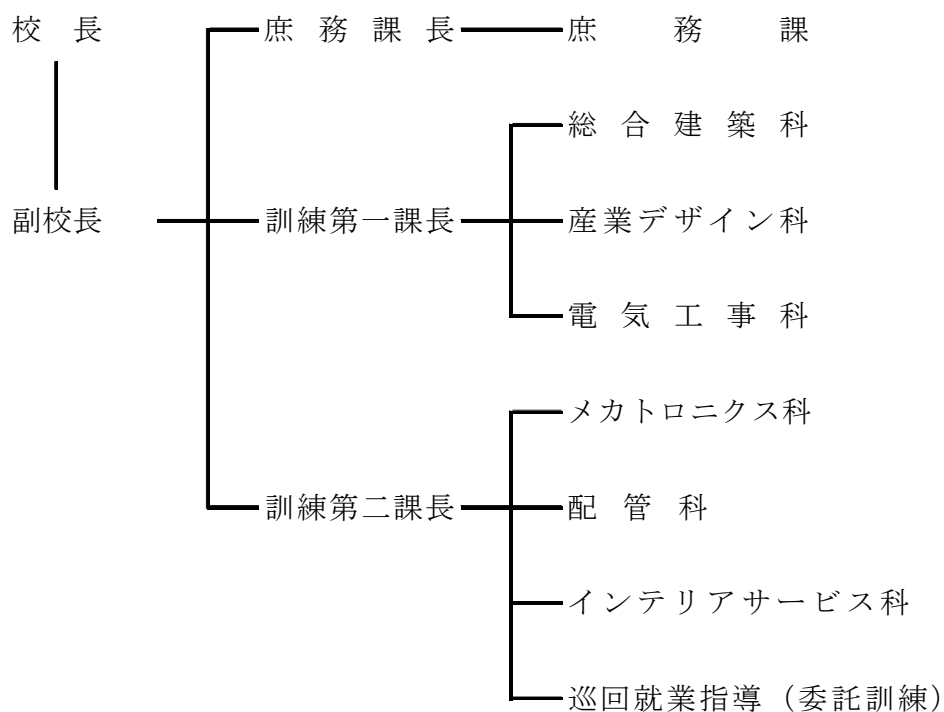 校長 庶務課長 庶務課
総合建築科
副校長 訓練第一課長 産業デザイン科
電気工事科
メカトロニクス科
訓練第二課長 配管科
インテリアサービス科
巡回就業指導（委託訓練）